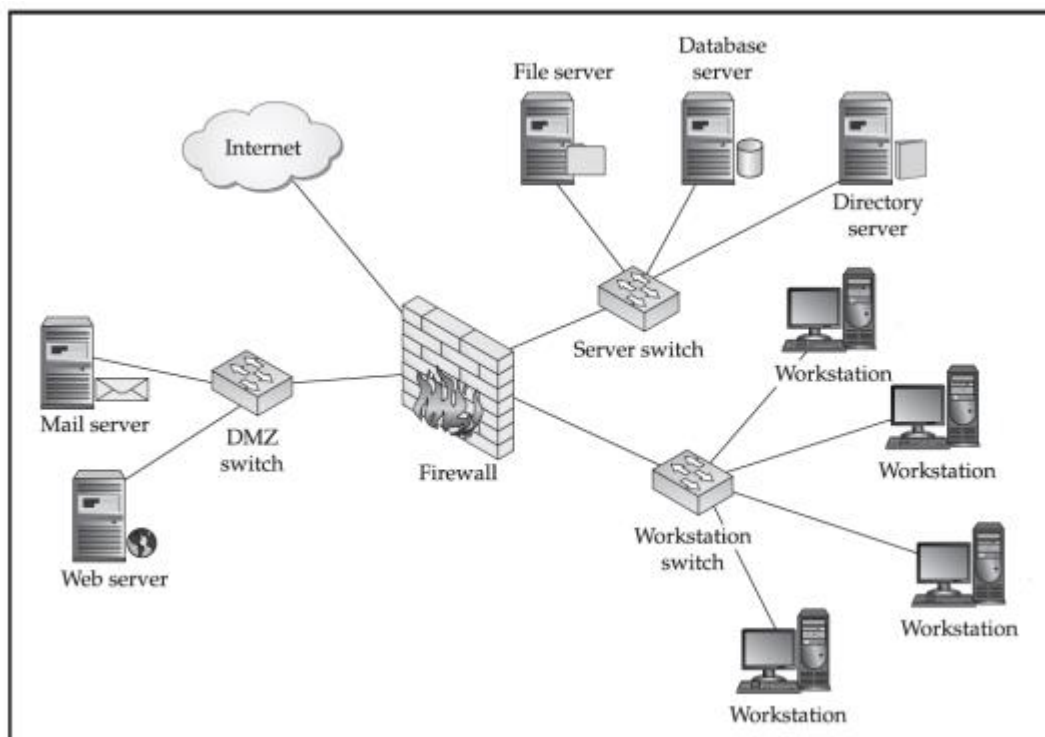 Database
server
File server
Internet
Directory
server
Server switch
Workstation
Mail server
DMZ
switch
Firewall
Workstation
Web server
Workstation
switch
Workstation
Workstation